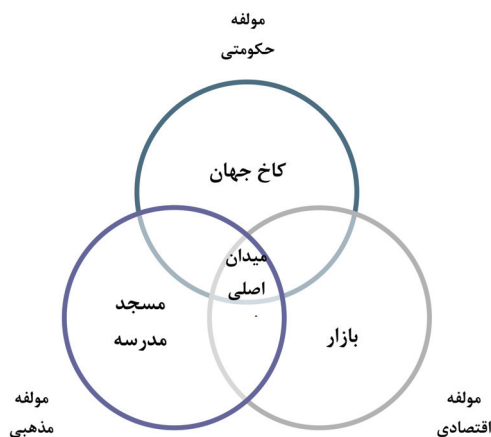 مولفه
حکومتی
کاخ جهان
میدان
اصلی
مسجد
مدرسه
بازار
مولفه
اقتصادی
مولفه
مذهبی